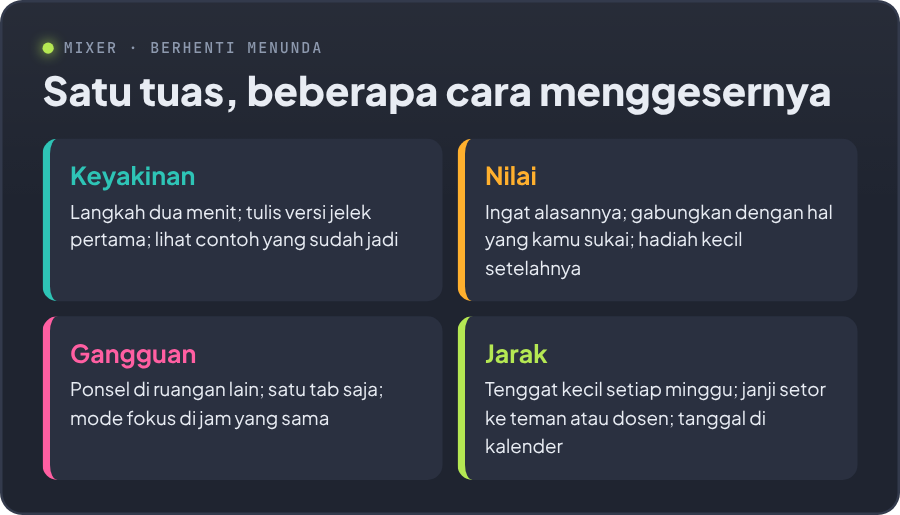 MIXER · BERHENTI MENUNDA
Satu tuas, beberapa cara menggesernya
Keyakinan
Langkah dua menit; tulis versi jelek
pertama; lihat contoh yang sudah jadi
Nilai
Ingat alasannya; gabungkan dengan hal
yang kamu sukai; hadiah kecil
setelahnya
Gangguan
Ponsel di ruangan lain; satu tab saja;
mode fokus di jam yang sama
Jarak
Tenggat kecil setiap minggu; janji setor
ke teman atau dosen; tanggal di
kalender